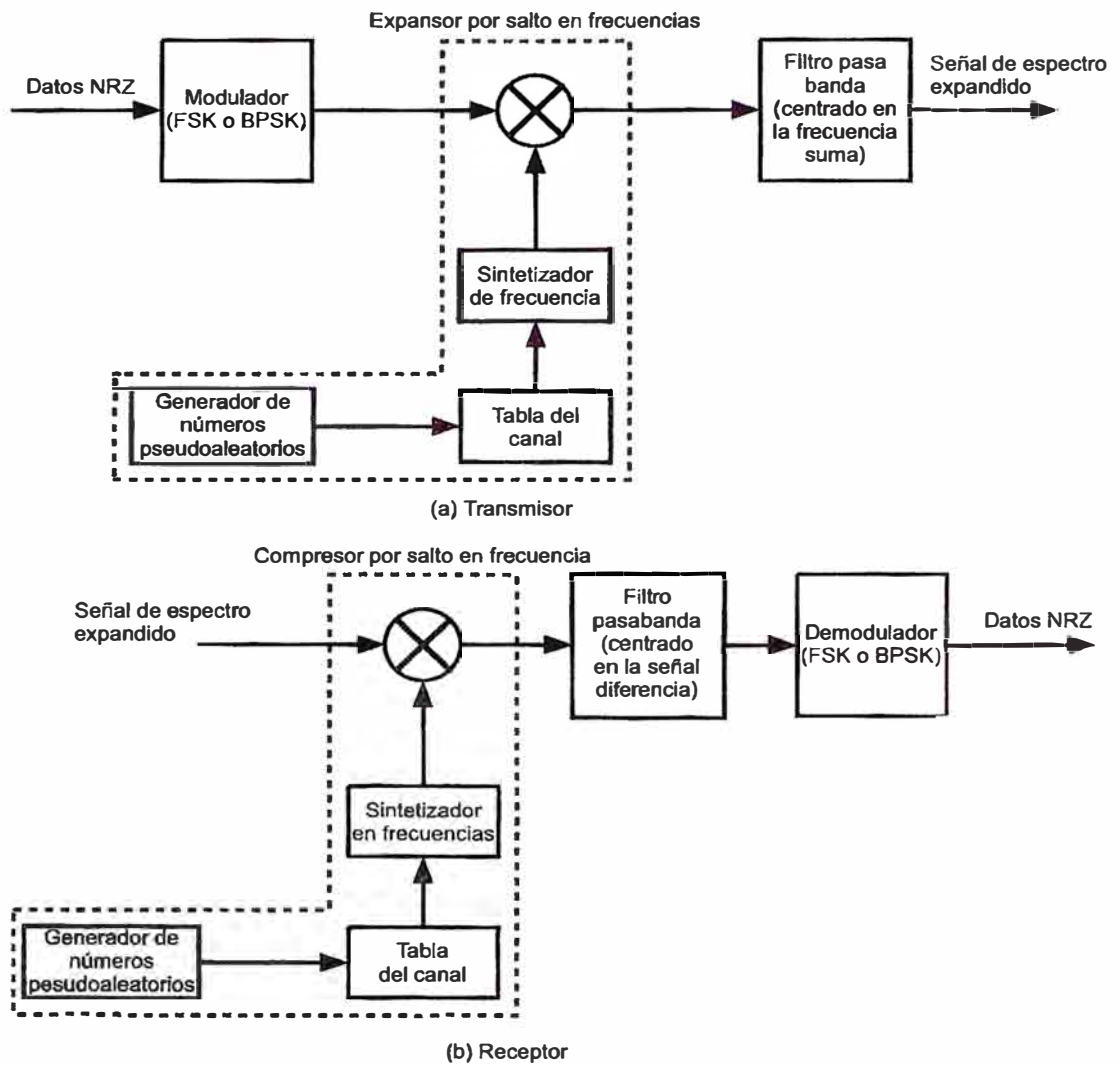 Expansor por salto en frecuencias
Datos NRZ
Modulador
(FSK o BPSK)
Filtro pasa
banda
(centrado en
la frecuencia
suma)
Señal de espectro
expandido
Sintetizador
de frecuencia
Generador de
números
pseudoaleatorios
Tabla del
canal
(a) Transmisor
Compresor por salto en frecuencia
Señal de espectro
expandido
Filtro
pasabanda
(centrado
en la señal
diferencia)
Demodulador
(FSK o BPSK)
Datos NRZ
Sintetizador
en frecuencias
Generador de
números
pesudoaleatorios
Tabla
del canal
(b) Receptor